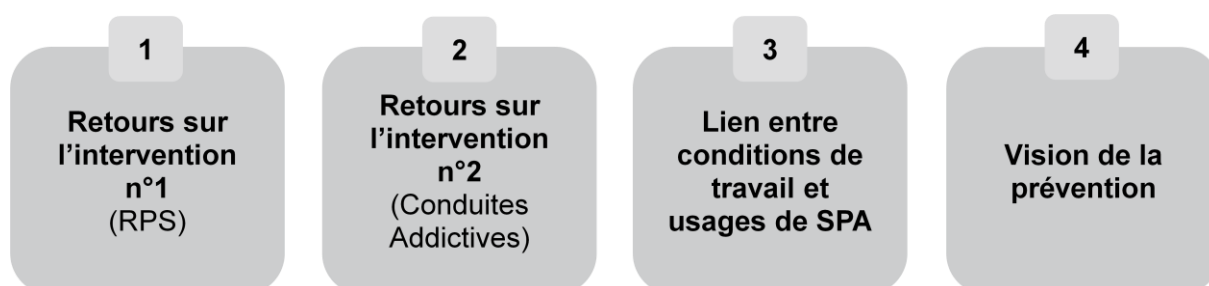 1
Retours sur
l’intervention
n°1
(RPS)
2
Retours sur
l’intervention
n°2
(Conduites
Addictives)
3
Lien entre
conditions de
travail et
usages de SPA
4
Vision de la
prévention